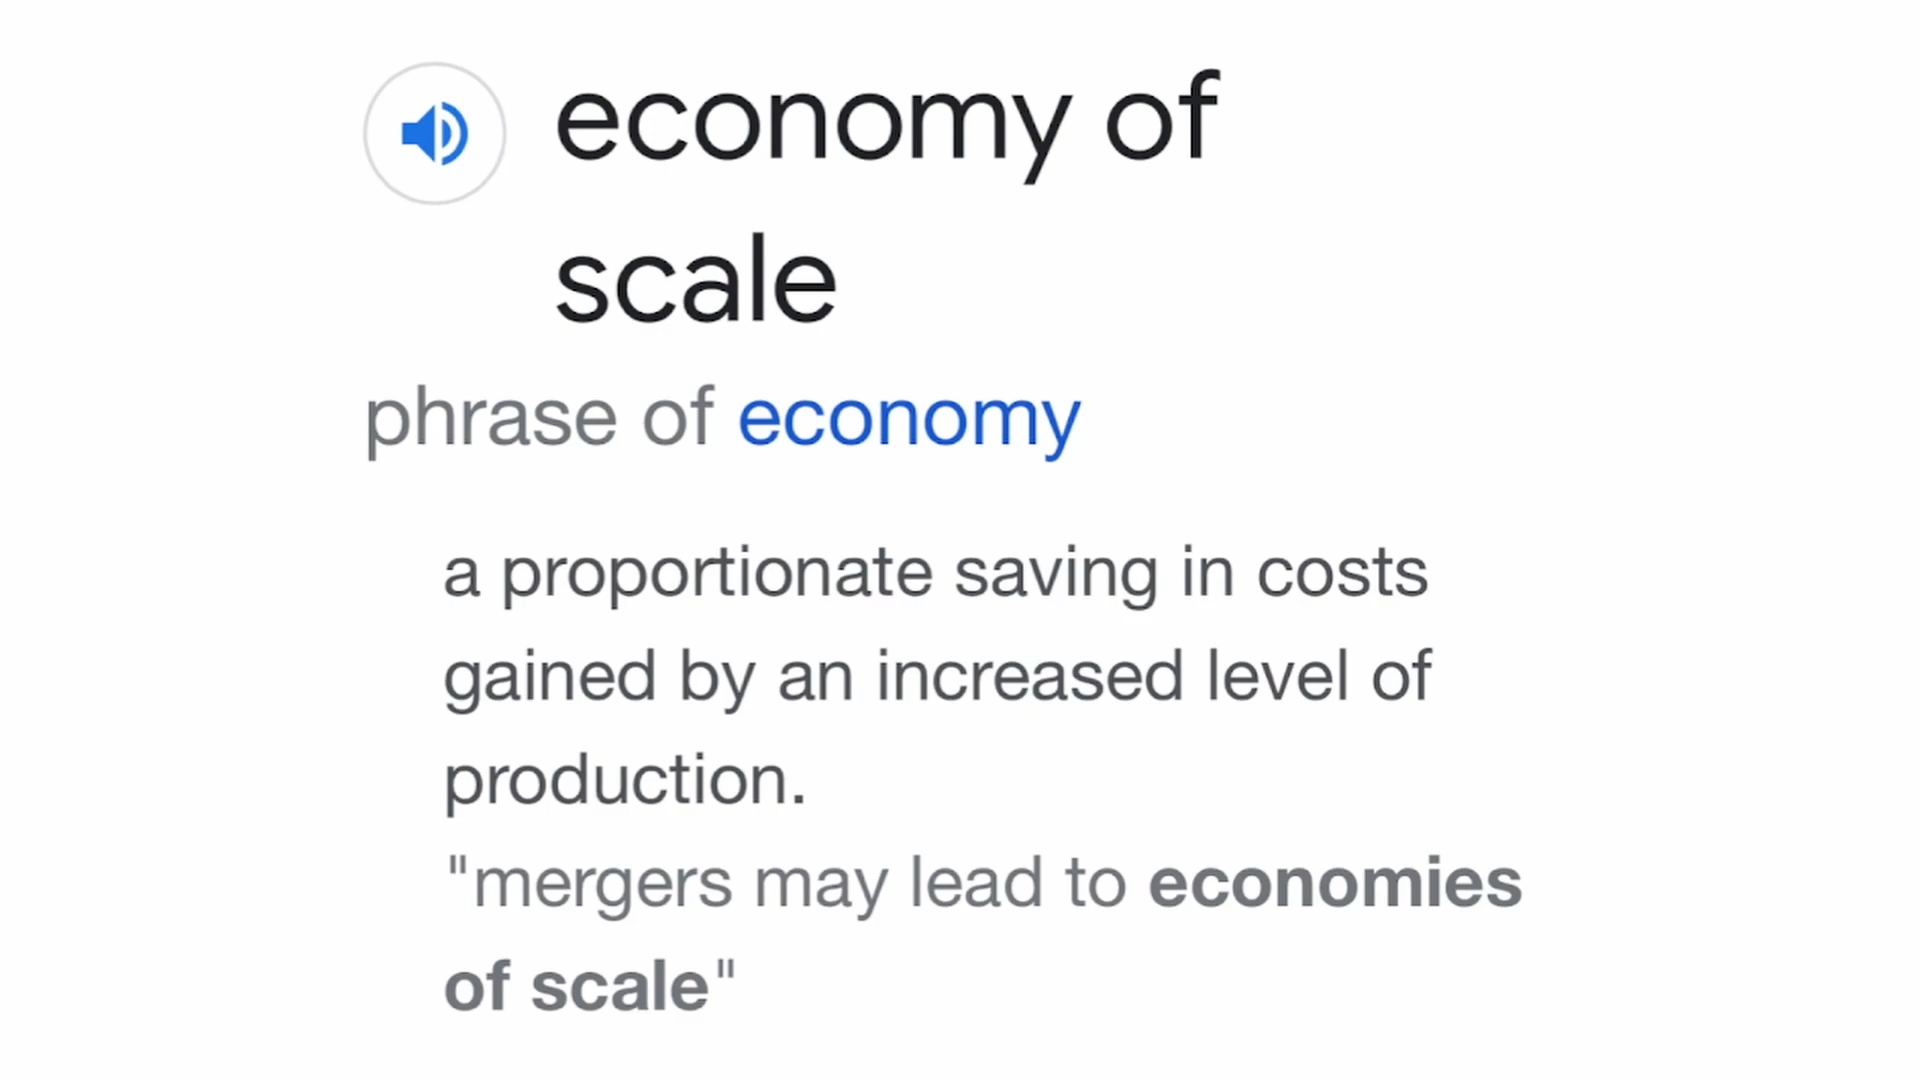 economy of
scale
phrase of economy
a proportionate saving in costs
gained by an increased level of
production.
"mergers may lead to economies
of scale"